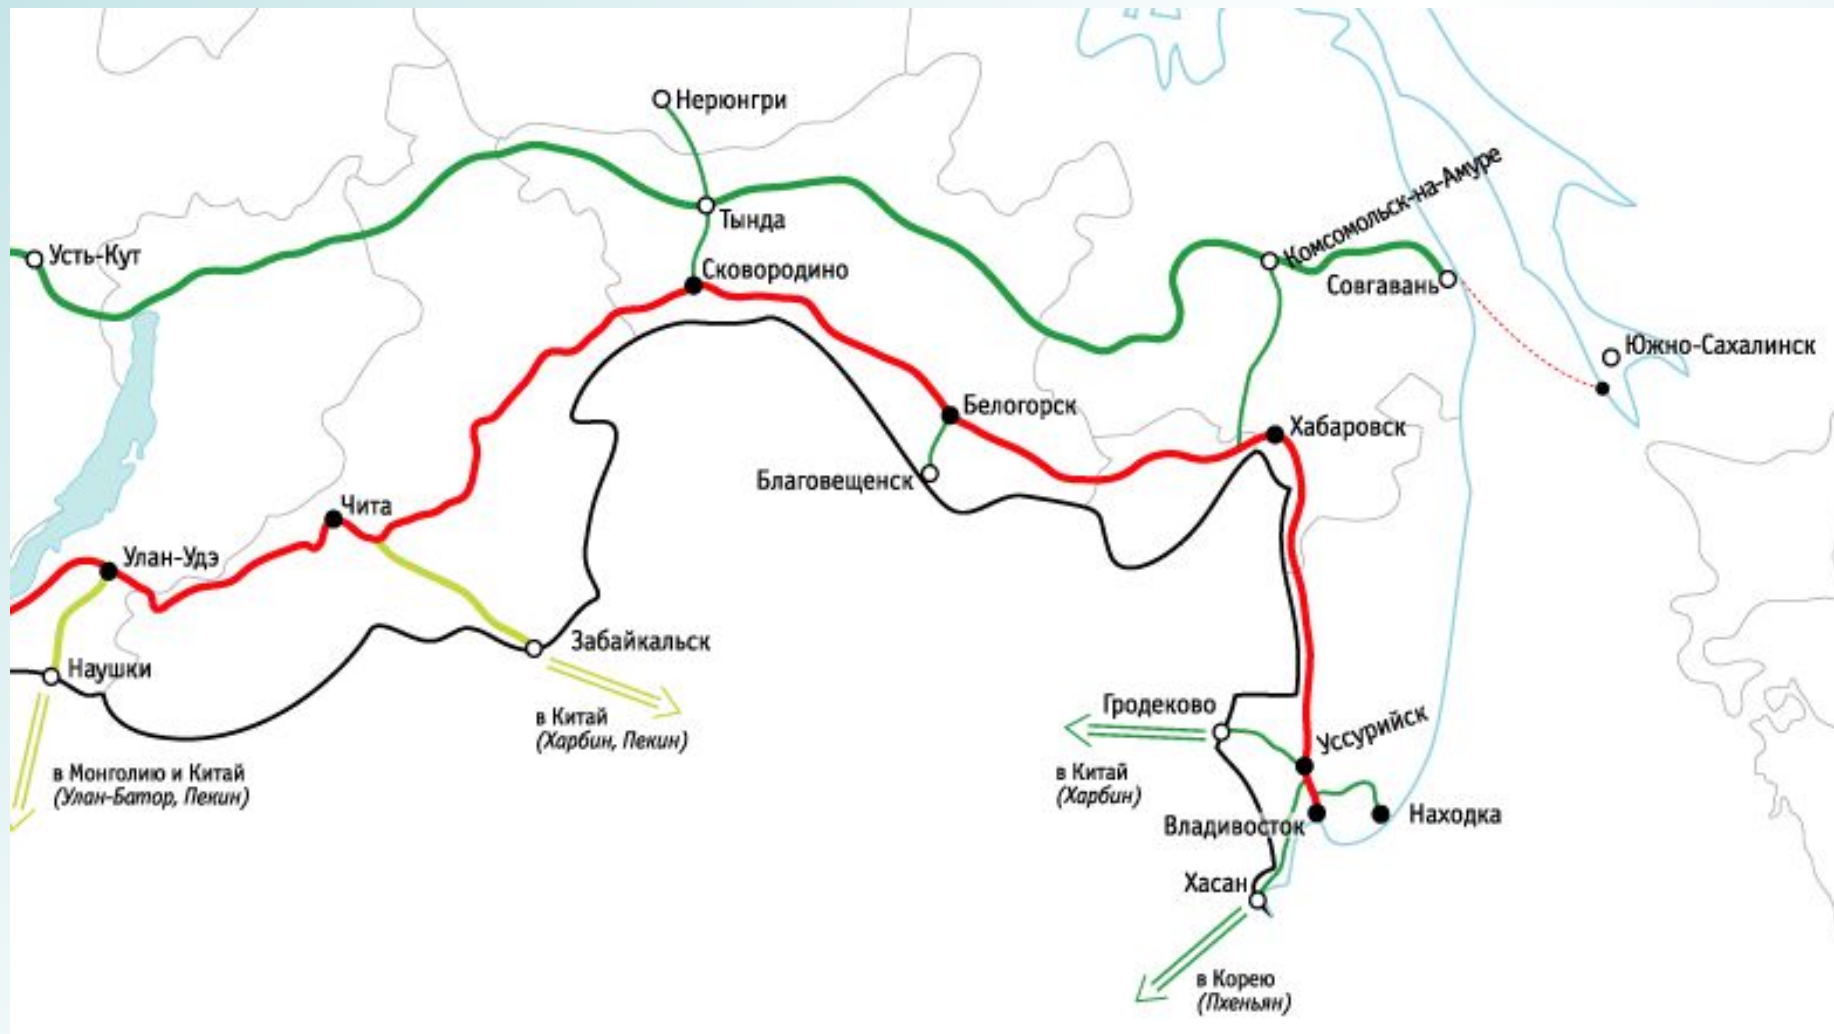 Нерюнгри
Комсомольск-на-Амуре
Тында
Усть-Кут
Сковородино
Совгавань
Южно-Сахалинск
Белогорск
Хабаровск
Благовещенск
Чита
Улан-Удэ
Забайкальск
Наушки
Гродеково
в Китай
(Харбин, Пекин)
Уссурийск
в Монголию и Китай
(Улан-Батор, Пекин)
в Китай
(Харбин)
Владивосток
Находка
Хасан
в Корею
(Пхеньян)